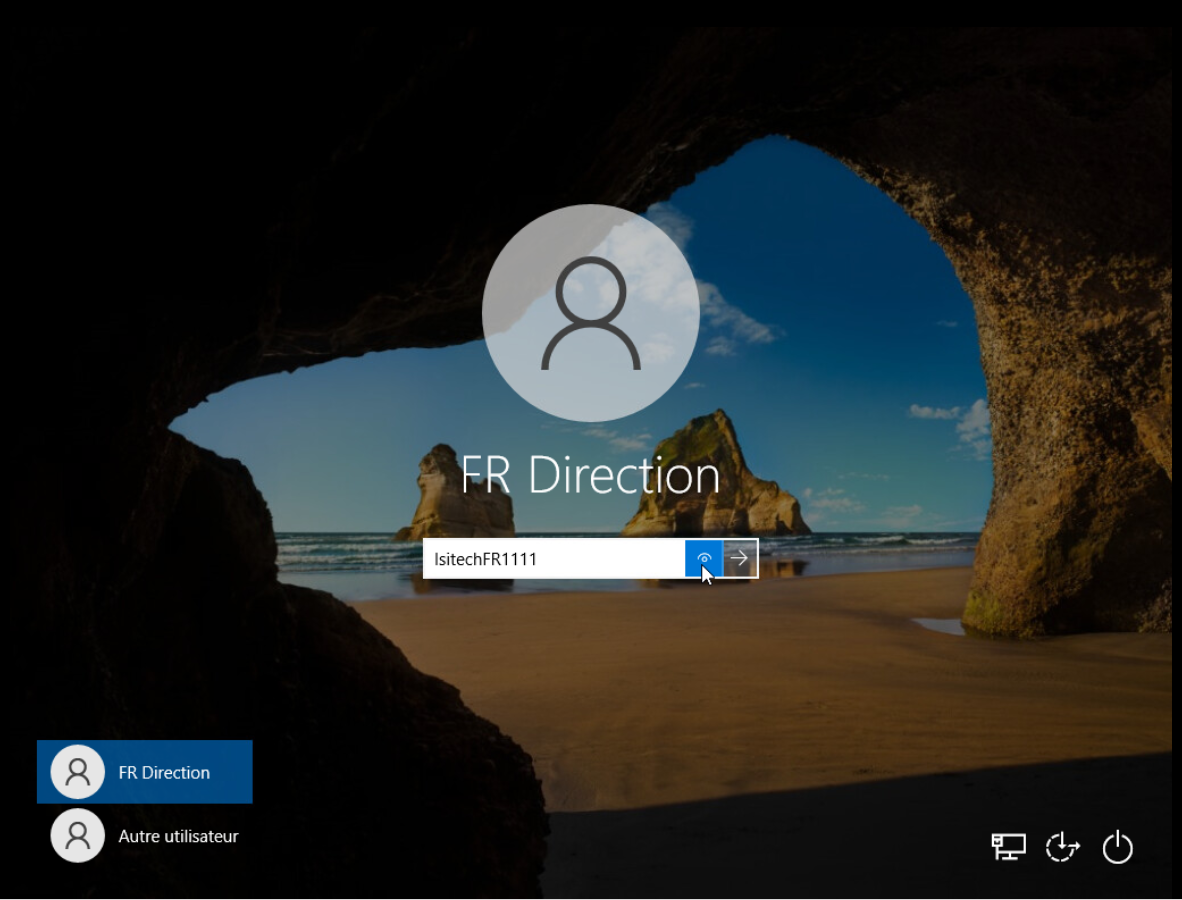 FR Direction
IsitechFR1111
FR Direction
Autre utilisateur